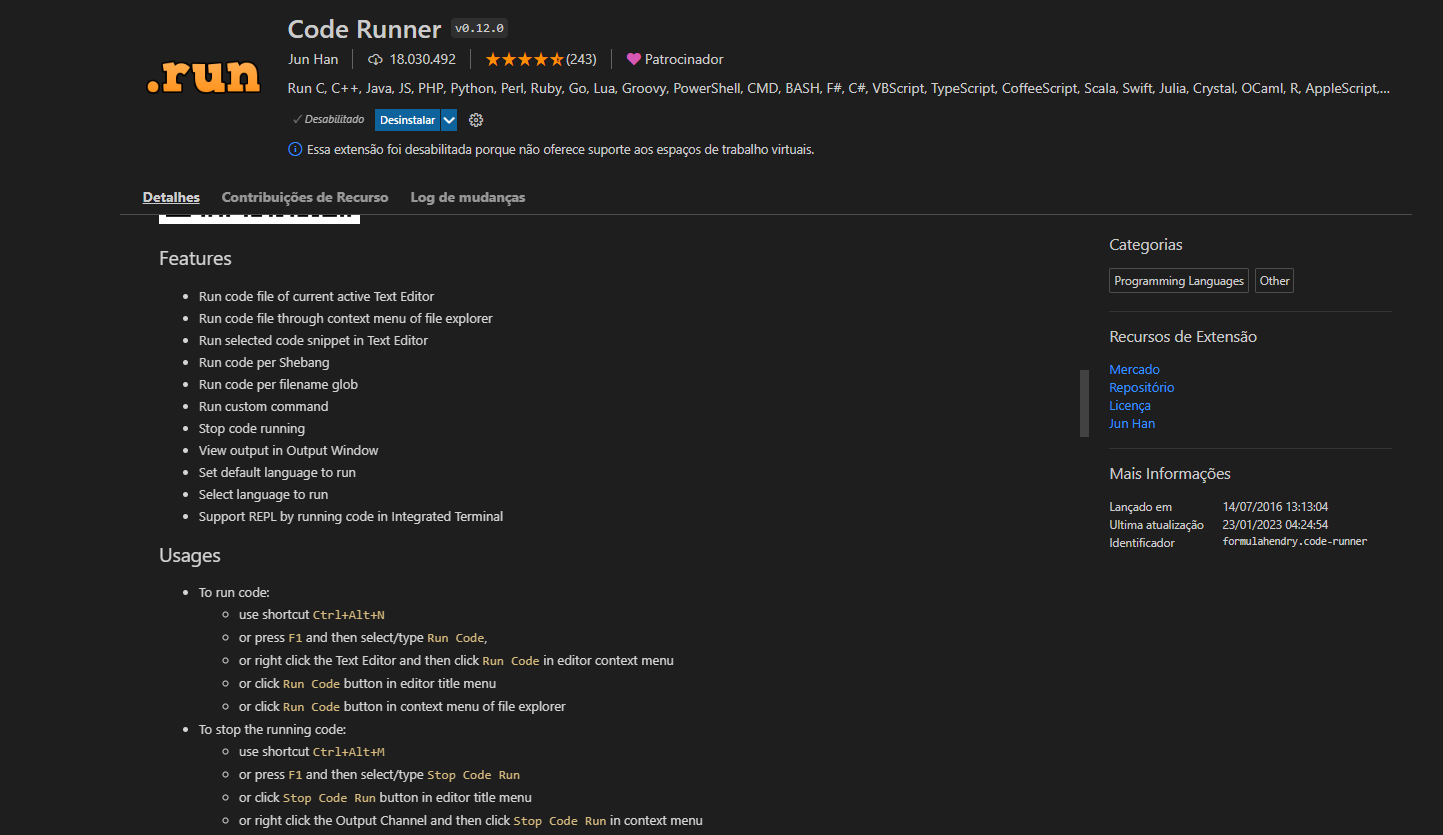 Code Runner v0.12.0
.run
Jun Han 18.030.492 (243) Patrocinador
Run C, C++, Java, JS, PHP, Python, Perl, Ruby, Go, Lua, Groovy, PowerShell, CMD, BASH, F#, C#, VBScript, TypeScript, CoffeeScript, Scala, Swift, Julia, Crystal, OCaml, R, AppleScript,...
Desabilitado Desinstalar
Essa extensão foi desabilitada porque não oferece suporte aos espaços de trabalho virtuais.
Detalhes Contribuições de Recurso Log de mudanças
Features
• Run code file of current active Text Editor
• Run code file through context menu of file explorer
• Run selected code snippet in Text Editor
• Run code per Shebang
• Run code per filename glob
• Run custom command
• Stop code running
• View output in Output Window
• Set default language to run
• Select language to run
• Support REPL by running code in Integrated Terminal
Usages
• To run code:
○ use shortcut Ctrl+Alt+N
○ or press F1 and then select/type Run Code,
○ or right click the Text Editor and then click Run Code in editor context menu
○ or click Run Code button in editor title menu
○ or click Run Code button in context menu of file explorer
• To stop the running code:
○ use shortcut Ctrl+Alt+M
○ or press F1 and then select/type Stop Code Run
○ or click Stop Code Run button in editor title menu
○ or right click the Output Channel and then click Stop Code Run in context menu
Categorias
Programming Languages Other
Recursos de Extensão
Mercado
Repositório
Licença
Jun Han
Mais Informações
Lançado em 14/07/2016 13:13:04
Ultima atualização 23/01/2023 04:24:54
Identificador formulahendry.code-runner